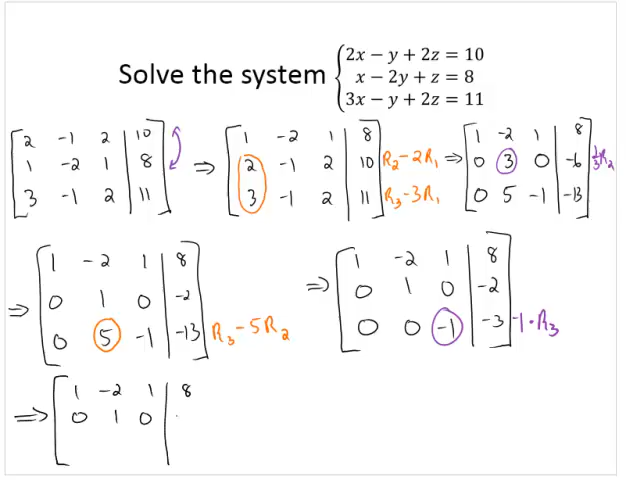 Solve the system { 2x − y + 2z = 10
x − 2y + z = 8
3x − y + 2z = 11
[ 2 -1 2 | 10 ]
[ 1 -2 1 | 8 ]
[ 3 -1 2 | 11 ]
⇒ [ 1 -2 1 | 8 ]
[ 2 -1 2 | 10 ] R₂-2R₁
[ 3 -1 2 | 11 ] R₃-3R₁
⇒ [ 1 -2 1 | 8 ]
[ 0 3 0 | -6 ] 1/3 R₂
[ 0 5 -1 | -13 ]
⇒ [ 1 -2 1 | 8 ]
[ 0 1 0 | -2 ]
[ 0 5 -1 | -13 ] R₃-5R₂
⇒ [ 1 -2 1 | 8 ]
[ 0 1 0 | -2 ]
[ 0 0 -1 | -3 ] -1·R₃
⇒ [ 1 -2 1 | 8
[ 0 1 0 |